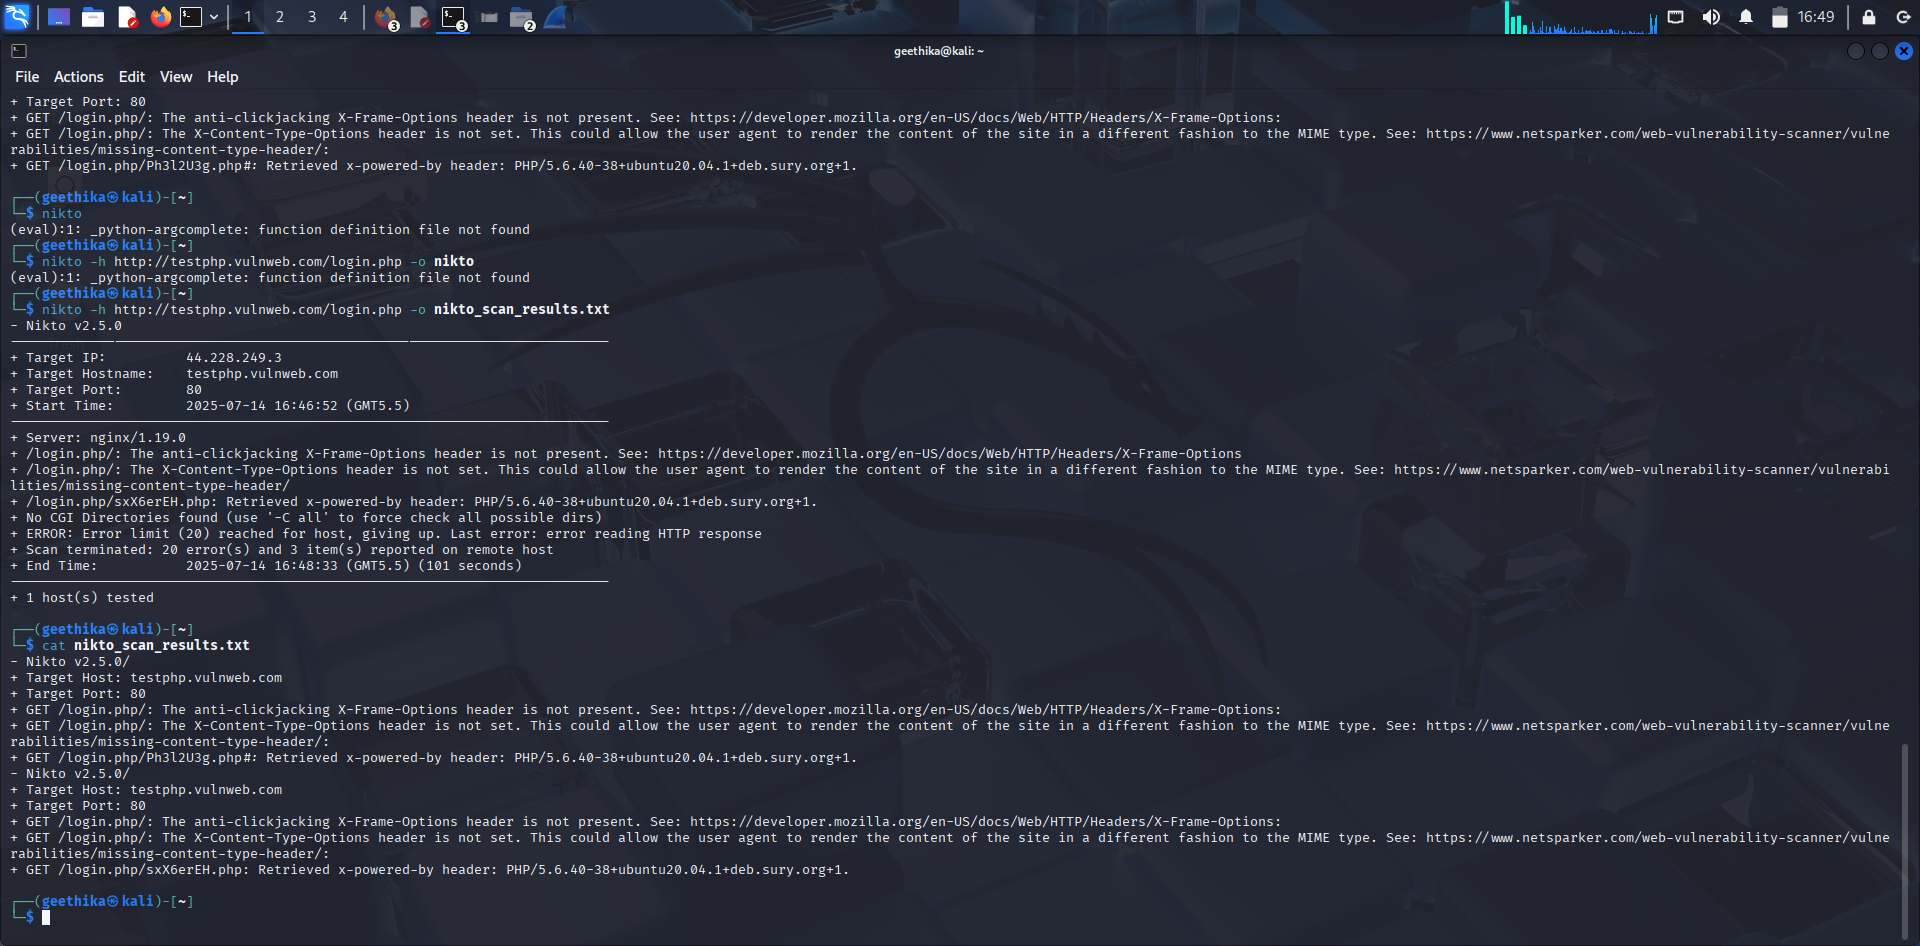 1 2 3 4 3 3 2 16:49
geethika@kali: ~
File Actions Edit View Help
+ Target Port: 80
+ GET /login.php/: The anti-clickjacking X-Frame-Options header is not present. See: https://developer.mozilla.org/en-US/docs/Web/HTTP/Headers/X-Frame-Options:
+ GET /login.php/: The X-Content-Type-Options header is not set. This could allow the user agent to render the content of the site in a different fashion to the MIME type. See: https://www.netsparker.com/web-vulnerability-scanner/vulne
rabilities/missing-content-type-header/:
+ GET /login.php/Ph3l2U3g.php#: Retrieved x-powered-by header: PHP/5.6.40-38+ubuntu20.04.1+deb.sury.org+1.
┌──(geethika㉿kali)-[~]
└─$ nikto
(eval):1: _python-argcomplete: function definition file not found
┌──(geethika㉿kali)-[~]
└─$ nikto -h http://testphp.vulnweb.com/login.php -o nikto
(eval):1: _python-argcomplete: function definition file not found
┌──(geethika㉿kali)-[~]
└─$ nikto -h http://testphp.vulnweb.com/login.php -o nikto_scan_results.txt
- Nikto v2.5.0
+ Target IP: 44.228.249.3
+ Target Hostname: testphp.vulnweb.com
+ Target Port: 80
+ Start Time: 2025-07-14 16:46:52 (GMT5.5)
+ Server: nginx/1.19.0
+ /login.php/: The anti-clickjacking X-Frame-Options header is not present. See: https://developer.mozilla.org/en-US/docs/Web/HTTP/Headers/X-Frame-Options
+ /login.php/: The X-Content-Type-Options header is not set. This could allow the user agent to render the content of the site in a different fashion to the MIME type. See: https://www.netsparker.com/web-vulnerability-scanner/vulnerabi
lities/missing-content-type-header/
+ /login.php/sxX6erEH.php: Retrieved x-powered-by header: PHP/5.6.40-38+ubuntu20.04.1+deb.sury.org+1.
+ No CGI Directories found (use '-C all' to force check all possible dirs)
+ ERROR: Error limit (20) reached for host, giving up. Last error: error reading HTTP response
+ Scan terminated: 20 error(s) and 3 item(s) reported on remote host
+ End Time: 2025-07-14 16:48:33 (GMT5.5) (101 seconds)
+ 1 host(s) tested
┌──(geethika㉿kali)-[~]
└─$ cat nikto_scan_results.txt
- Nikto v2.5.0/
+ Target Host: testphp.vulnweb.com
+ Target Port: 80
+ GET /login.php/: The anti-clickjacking X-Frame-Options header is not present. See: https://developer.mozilla.org/en-US/docs/Web/HTTP/Headers/X-Frame-Options:
+ GET /login.php/: The X-Content-Type-Options header is not set. This could allow the user agent to render the content of the site in a different fashion to the MIME type. See: https://www.netsparker.com/web-vulnerability-scanner/vulne
rabilities/missing-content-type-header/:
+ GET /login.php/Ph3l2U3g.php#: Retrieved x-powered-by header: PHP/5.6.40-38+ubuntu20.04.1+deb.sury.org+1.
- Nikto v2.5.0/
+ Target Host: testphp.vulnweb.com
+ Target Port: 80
+ GET /login.php/: The anti-clickjacking X-Frame-Options header is not present. See: https://developer.mozilla.org/en-US/docs/Web/HTTP/Headers/X-Frame-Options:
+ GET /login.php/: The X-Content-Type-Options header is not set. This could allow the user agent to render the content of the site in a different fashion to the MIME type. See: https://www.netsparker.com/web-vulnerability-scanner/vulne
rabilities/missing-content-type-header/:
+ GET /login.php/sxX6erEH.php: Retrieved x-powered-by header: PHP/5.6.40-38+ubuntu20.04.1+deb.sury.org+1.
┌──(geethika㉿kali)-[~]
└─$